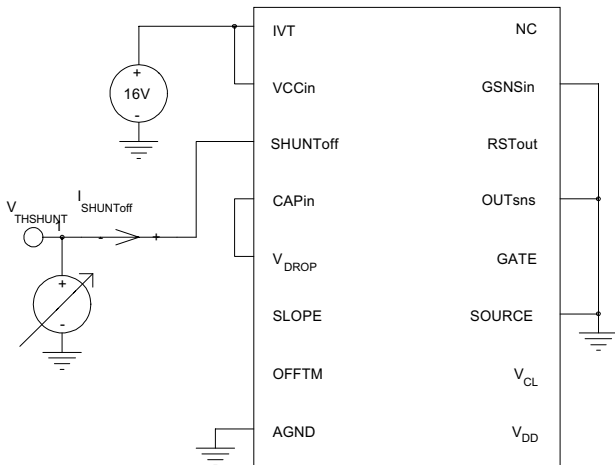 IVT NC
+
16V
-
VCCin GSNSin
SHUNToff RSTout
I SHUNToff
V THSHUNT
CAPin OUTsns
- +
V DROP GATE
+
-
SLOPE SOURCE
OFFTM V CL
AGND V DD